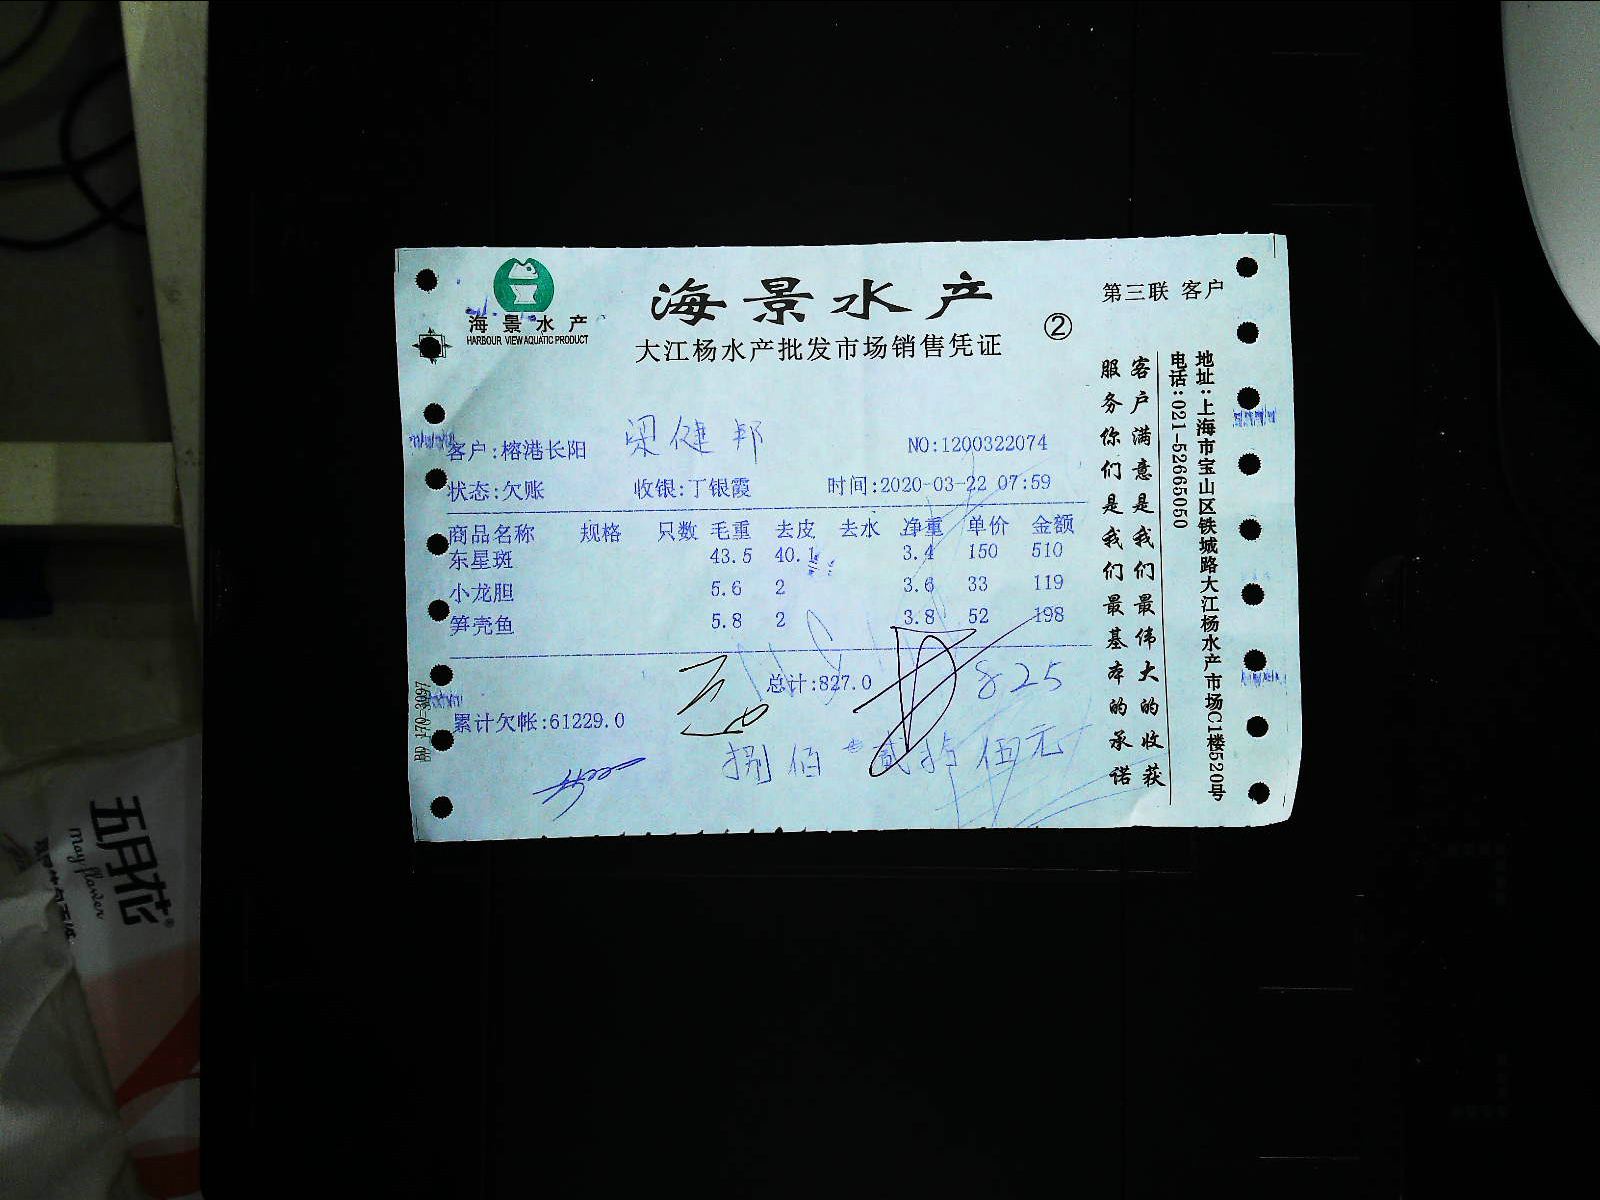 海景水产
HARBOUR VIEW AQUATIC PRODUCT
海景水产
大江杨水产批发市场销售凭证
②
第三联 客户
客户:榕港长阳 梁健邦 NO:1200322074
状态:欠账 收银:丁银霞 时间:2020-03-22 07:59
商品名称 规格 只数 毛重 去皮 去水 净重 单价 金额
东星斑 43.5 40.1 3.4 150 510
小龙胆 5.6 2 3.6 33 119
笋壳鱼 5.8 2 3.8 52 198
总计:827.0 825
累计欠帐:61229.0
捌佰贰拾伍元
客户满意是我们最伟大的收获
服务你们是我们最基本的承诺
地址:上海市宝山区铁城路大江杨水产市场C1楼520号
电话:021-52665050
五月花
may flower